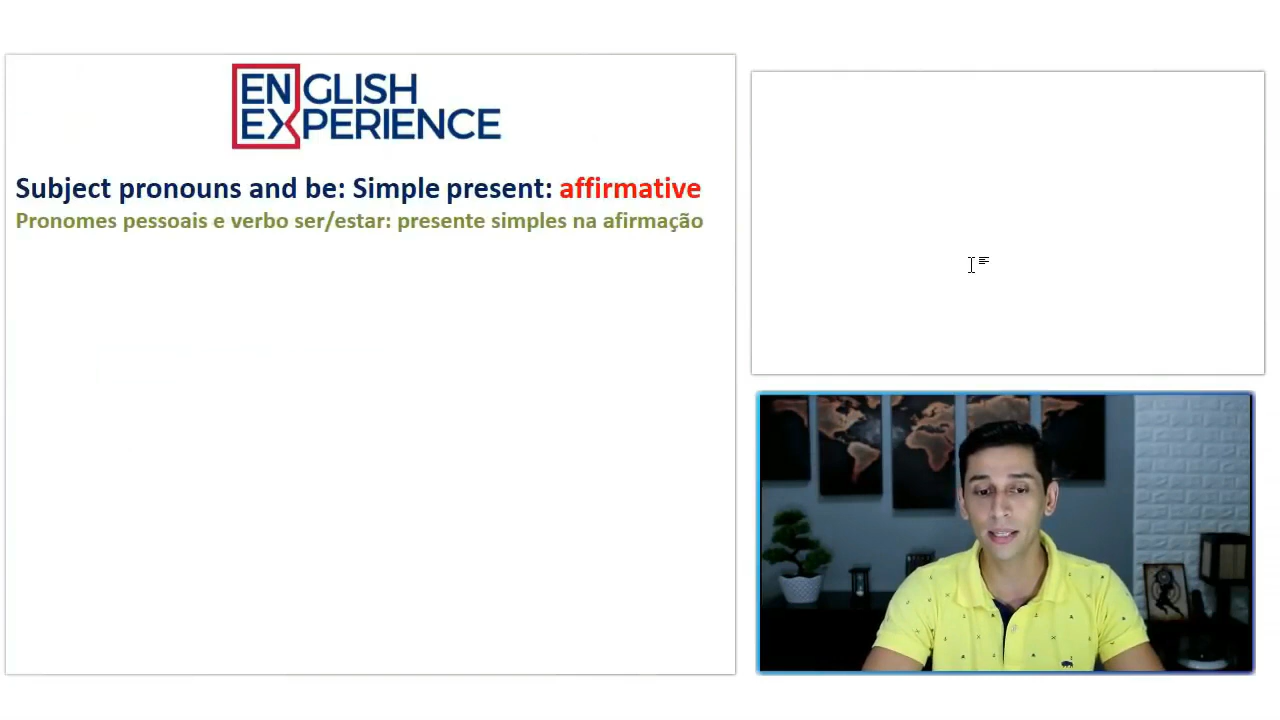 ENGLISH
EXPERIENCE
Subject pronouns and be: Simple present: affirmative
Pronomes pessoais e verbo ser/estar: presente simples na afirmação